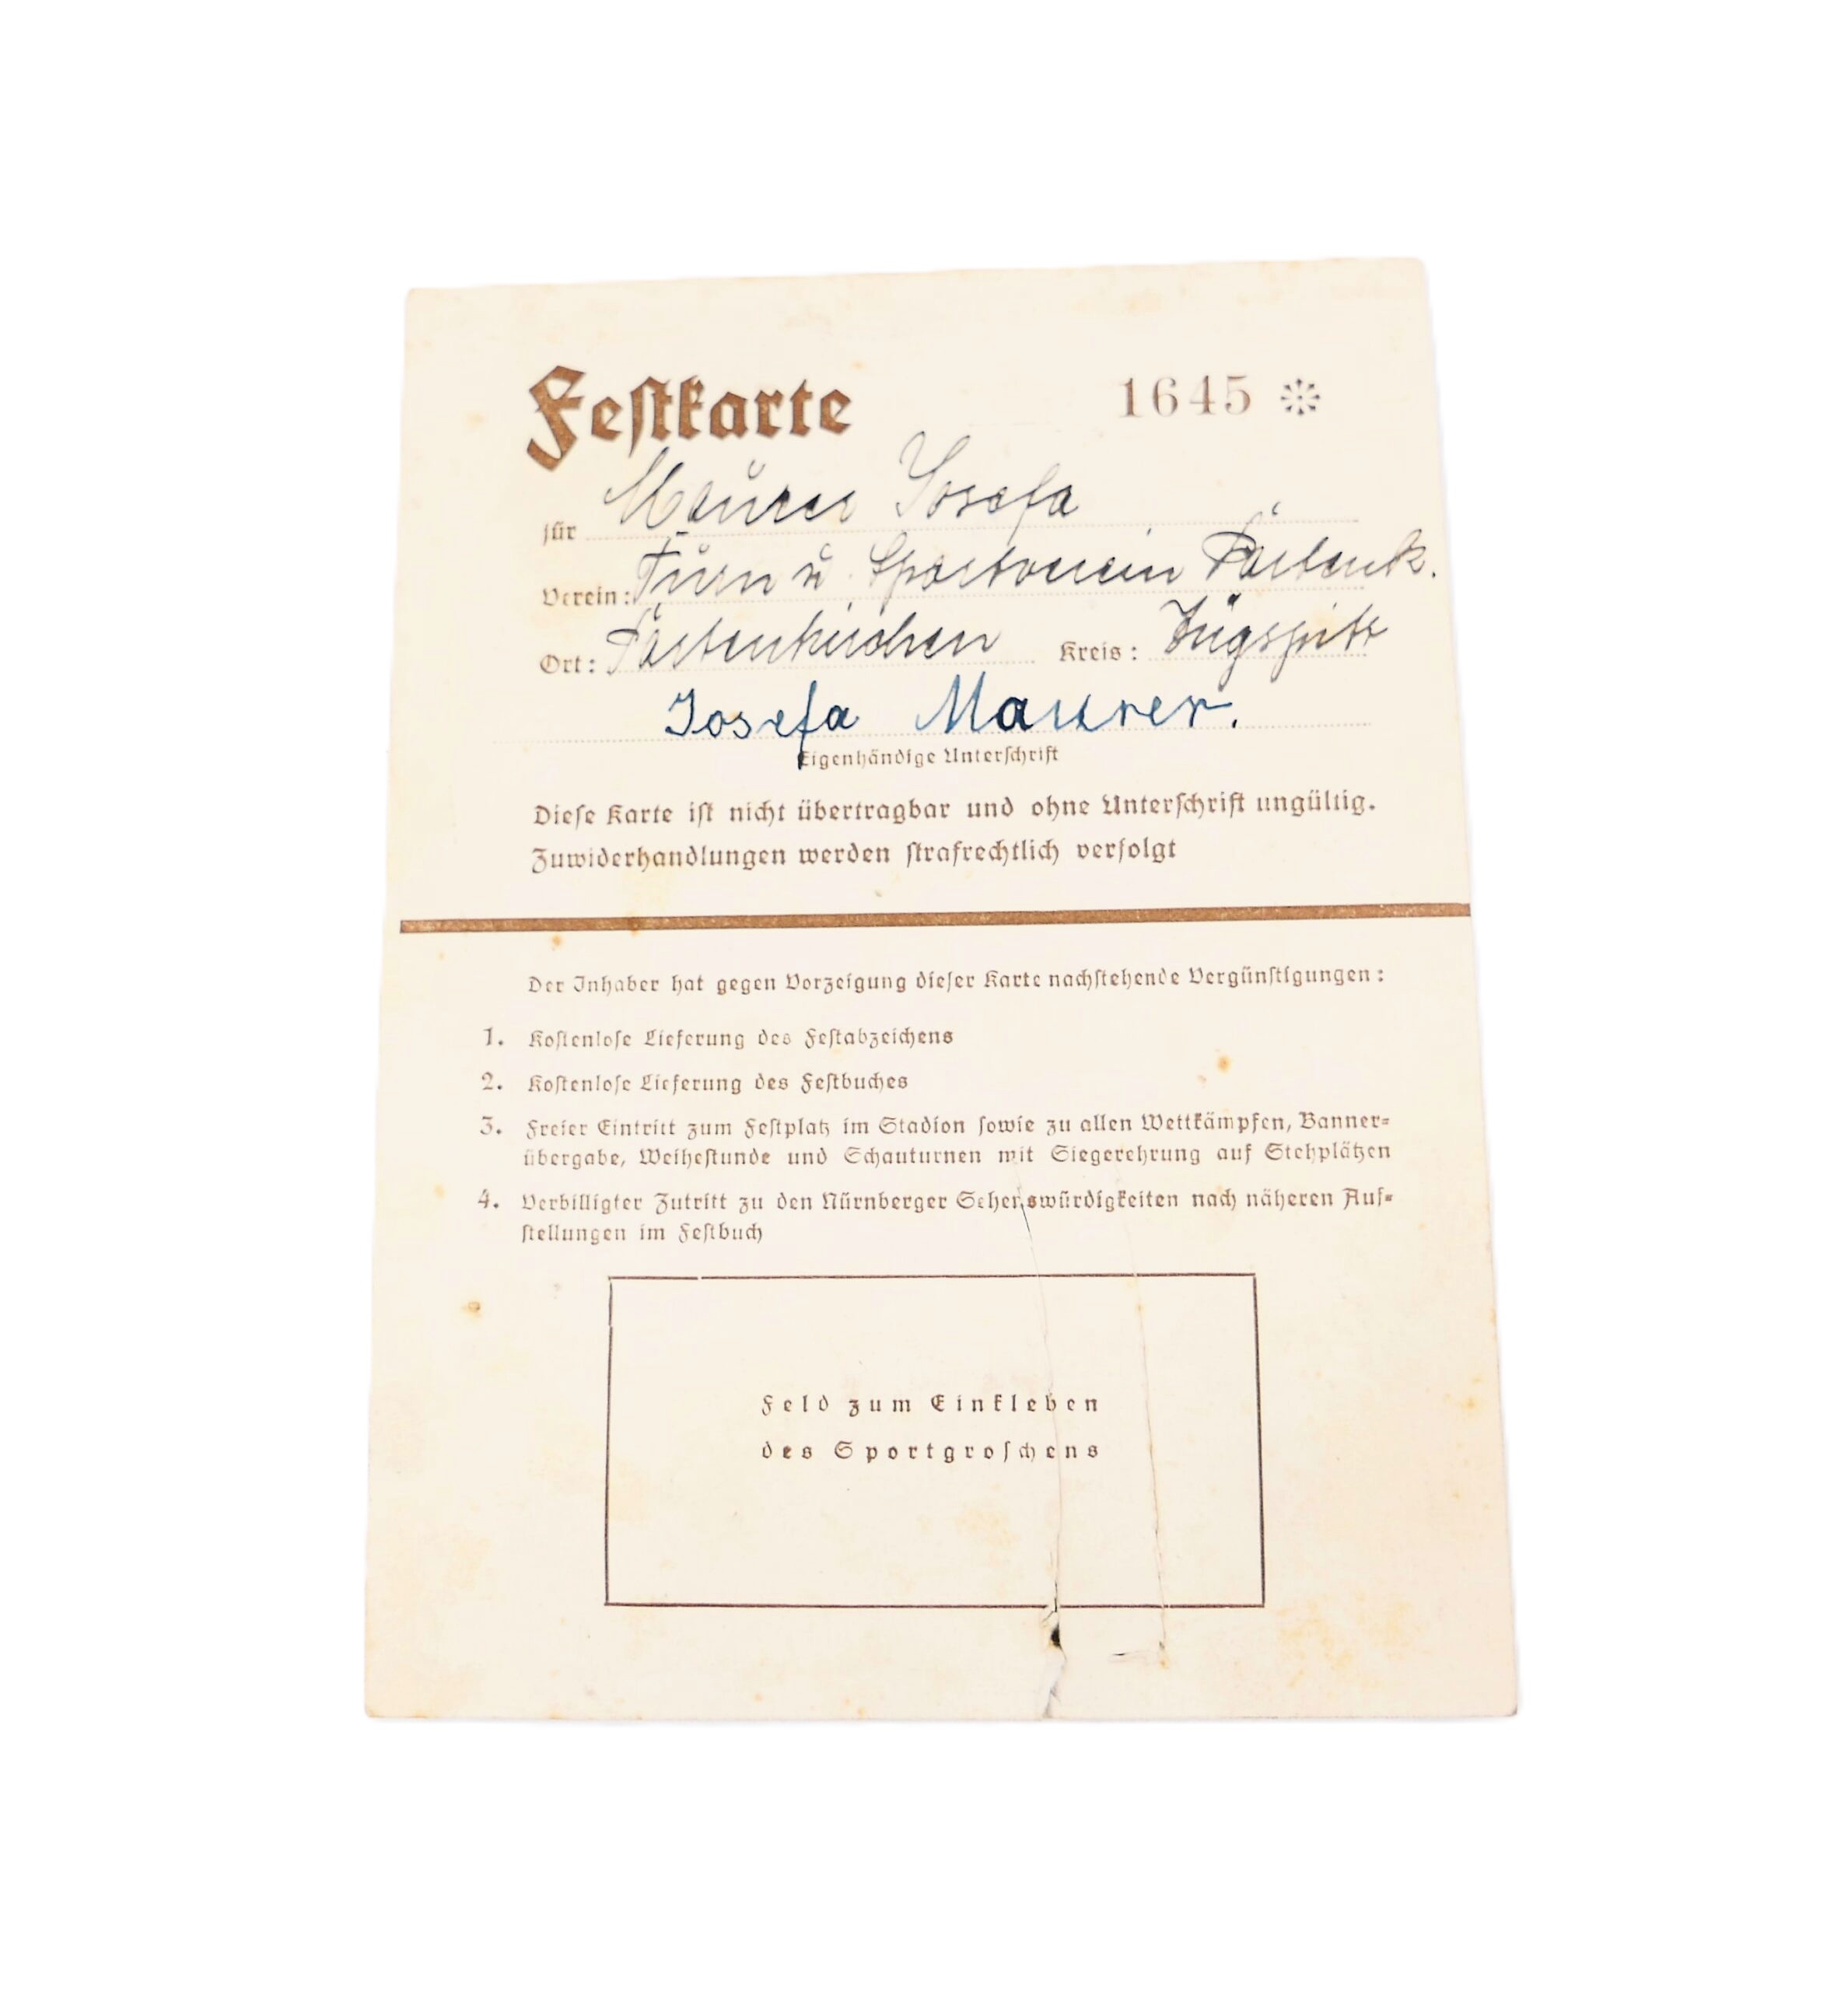 Festkarte 1645
für Maurer Josefa
Verein: Turn u. Sportverein Partenk.
Ort: Partenkirchen Kreis: Zugspitz
Josefa Maurer.
Eigenhändige Unterschrift
Diese Karte ist nicht übertragbar und ohne Unterschrift ungültig.
Zuwiderhandlungen werden strafrechtlich verfolgt
Der Inhaber hat gegen Vorzeigung dieser Karte nachstehende Vergünstigungen:
1. Kostenlose Lieferung des Festabzeichens
2. Kostenlose Lieferung des Festbuches
3. Freier Eintritt zum Festplatz im Stadion sowie zu allen Wettkämpfen, Banner-
übergabe, Weihestunde und Schauturnen mit Siegerehrung auf Stehplätzen
4. Verbilligter Zutritt zu den Nürnberger Sehenswürdigkeiten nach näheren Auf-
stellungen im Festbuch
Feld zum Einkleben
des Sportgroschens